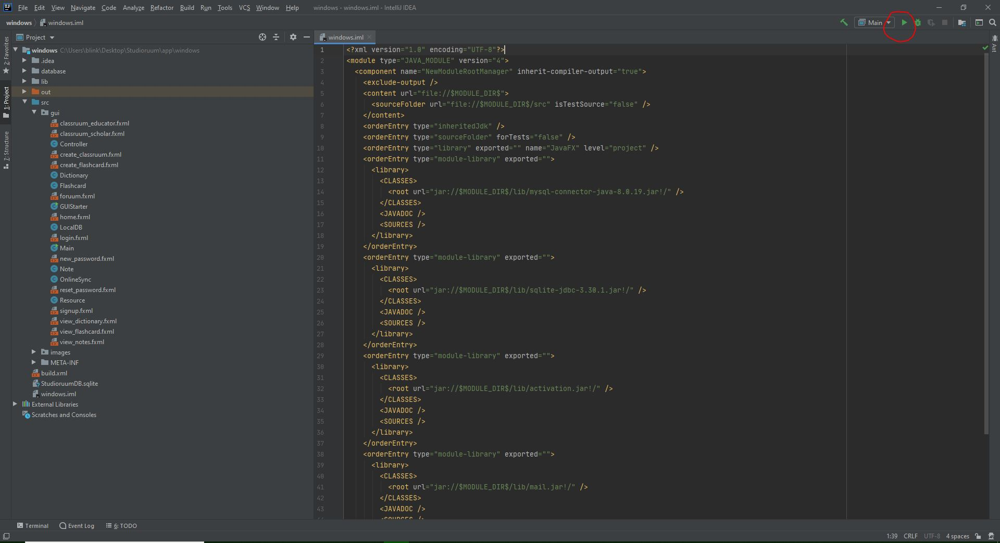 IJ File Edit View Navigate Code Analyze Refactor Build Run Tools VCS Window Help windows - windows.iml - IntelliJ IDEA
windows windows.iml Main
Project windows.iml
2: Favorites
1: Project
7: Structure
Ant
windows C:\Users\blink\Desktop\Studioruum\app\windows
.idea
database
lib
out
src
gui
classruum_educator.fxml
classruum_scholar.fxml
Controller
create_classruum.fxml
create_flashcard.fxml
Dictionary
Flashcard
foruum.fxml
GUIStarter
home.fxml
LocalDB
login.fxml
Main
new_password.fxml
Note
OnlineSync
reset_password.fxml
Resource
signup.fxml
view_dictionary.fxml
view_flashcard.fxml
view_notes.fxml
images
META-INF
build.xml
StudioruumDB.sqlite
windows.iml
External Libraries
Scratches and Consoles
1 <?xml version="1.0" encoding="UTF-8"?>
2 <module type="JAVA_MODULE" version="4">
3 <component name="NewModuleRootManager" inherit-compiler-output="true">
4 <exclude-output />
5 <content url="file://$MODULE_DIR$">
6 <sourceFolder url="file://$MODULE_DIR$/src" isTestSource="false" />
7 </content>
8 <orderEntry type="inheritedJdk" />
9 <orderEntry type="sourceFolder" forTests="false" />
10 <orderEntry type="library" exported="" name="JavaFX" level="project" />
11 <orderEntry type="module-library" exported="">
12 <library>
13 <CLASSES>
14 <root url="jar://$MODULE_DIR$/lib/mysql-connector-java-8.0.19.jar!/" />
15 </CLASSES>
16 <JAVADOC />
17 <SOURCES />
18 </library>
19 </orderEntry>
20 <orderEntry type="module-library" exported="">
21 <library>
22 <CLASSES>
23 <root url="jar://$MODULE_DIR$/lib/sqlite-jdbc-3.30.1.jar!/" />
24 </CLASSES>
25 <JAVADOC />
26 <SOURCES />
27 </library>
28 </orderEntry>
29 <orderEntry type="module-library" exported="">
30 <library>
31 <CLASSES>
32 <root url="jar://$MODULE_DIR$/lib/activation.jar!/" />
33 </CLASSES>
34 <JAVADOC />
35 <SOURCES />
36 </library>
37 </orderEntry>
38 <orderEntry type="module-library" exported="">
39 <library>
40 <CLASSES>
41 <root url="jar://$MODULE_DIR$/lib/mail.jar!/" />
42 </CLASSES>
43 <JAVADOC />
44 <SOURCES />
Terminal Event Log 6: TODO
1:39 CRLF UTF-8 4 spaces